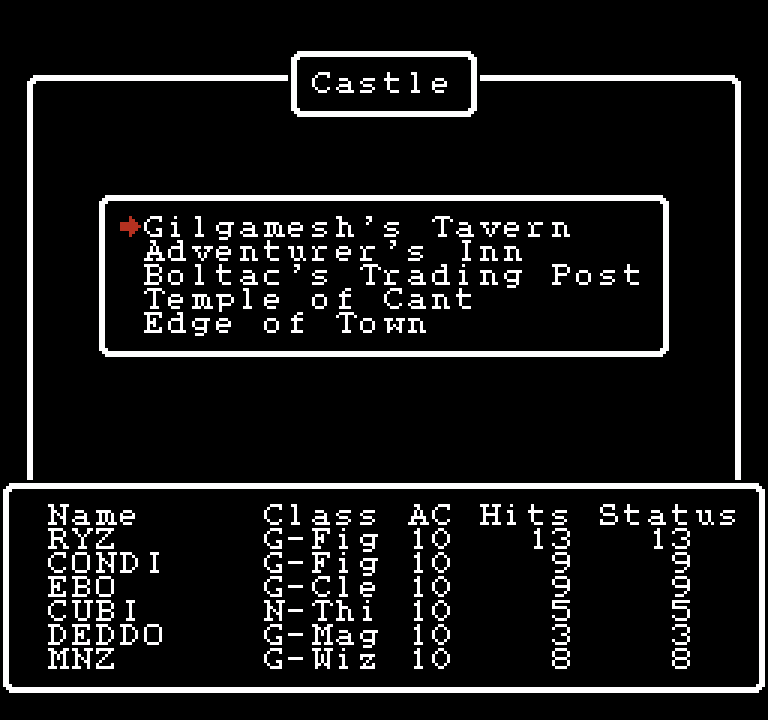 Castle
Gilgamesh's Tavern
Adventurer's Inn
Boltac's Trading Post
Temple of Cant
Edge of Town
Name Class AC Hits Status
RYZ G-Fig 10 13 13
CONDI G-Fig 10 9 9
EBO G-Cle 10 9 9
CUBI N-Thi 10 5 5
DEDDO G-Mag 10 3 3
MNZ G-Wiz 10 8 8